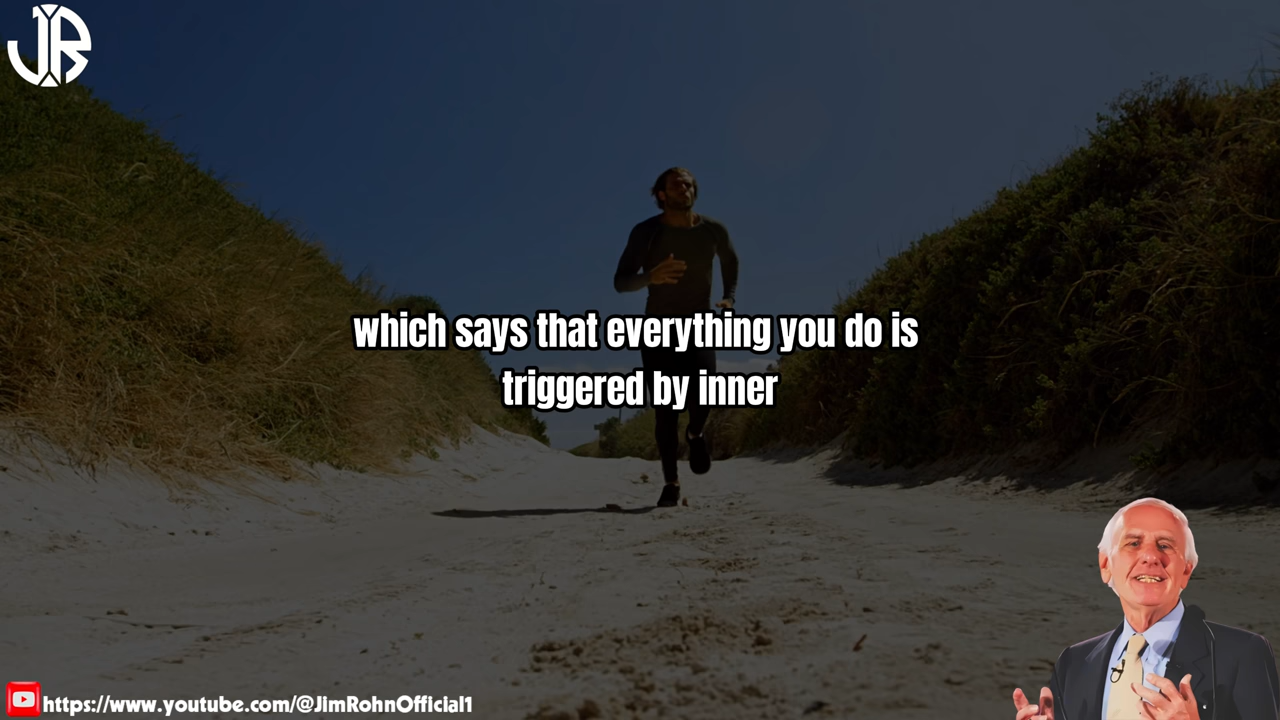 JR
which says that everything you do is
triggered by inner
https://www.youtube.com/@JimRohnOfficial1